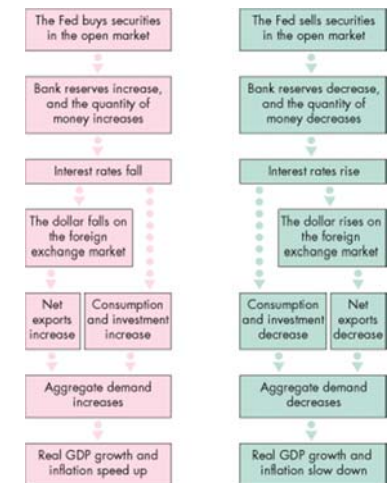 The Fed buys securities
in the open market
Bank reserves increase,
and the quantity of
money increases
Interest rates fall
The dollar falls on
the foreign
exchange market
Net
exports
increase
Consumption
and investment
increase
Aggregate demand
increases
Real GDP growth and
inflation speed up
The Fed sells securities
in the open market
Bank reserves decrease,
and the quantity of
money decreases
Interest rates rise
The dollar rises on
the foreign
exchange market
Consumption
and investment
decrease
Net
exports
decrease
Aggregate demand
decreases
Real GDP growth and
inflation slow down